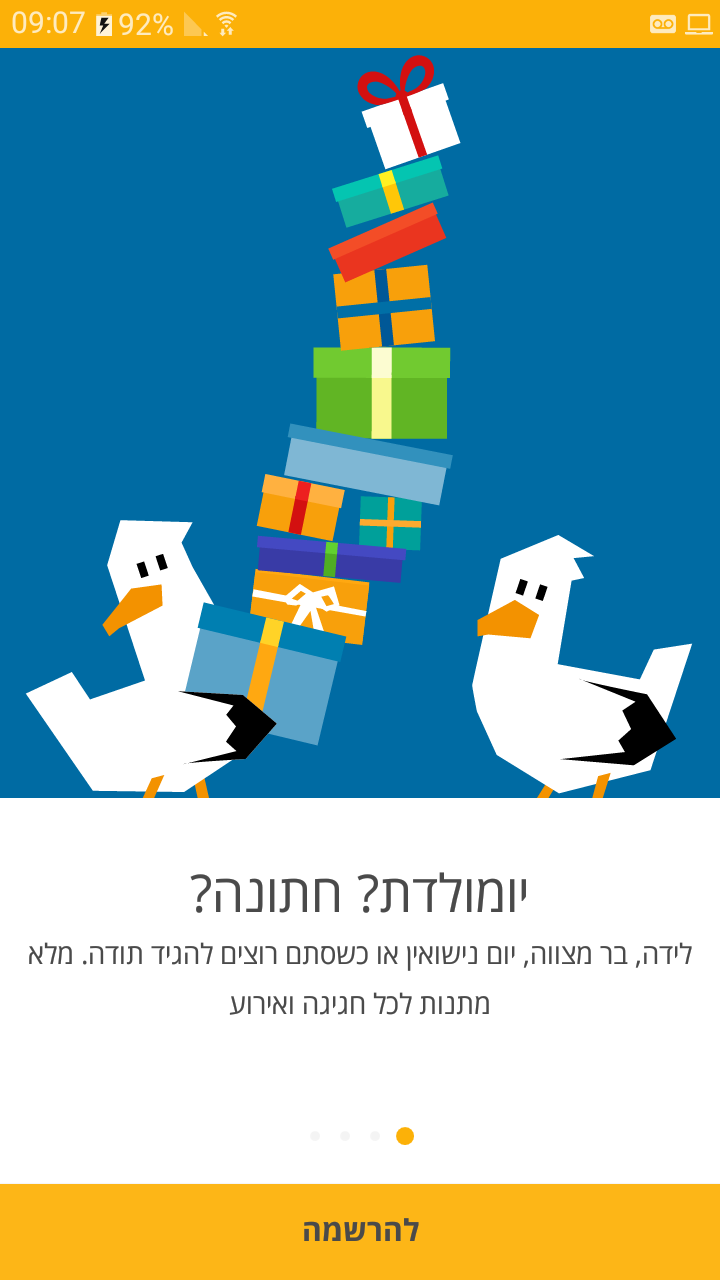 09:07 92%
יומולדת? חתונה?
לידה, בר מצווה, יום נישואין או כשסתם רוצים להגיד תודה. מלא
מתנות לכל חגיגה ואירוע
להרשמה